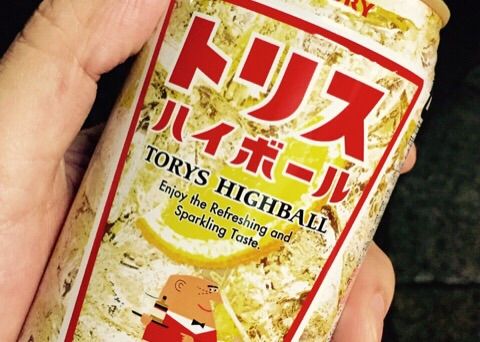 トリス
ハイボール
TORYS HIGHBALL
Enjoy the Refreshing and
Sparkling Taste.